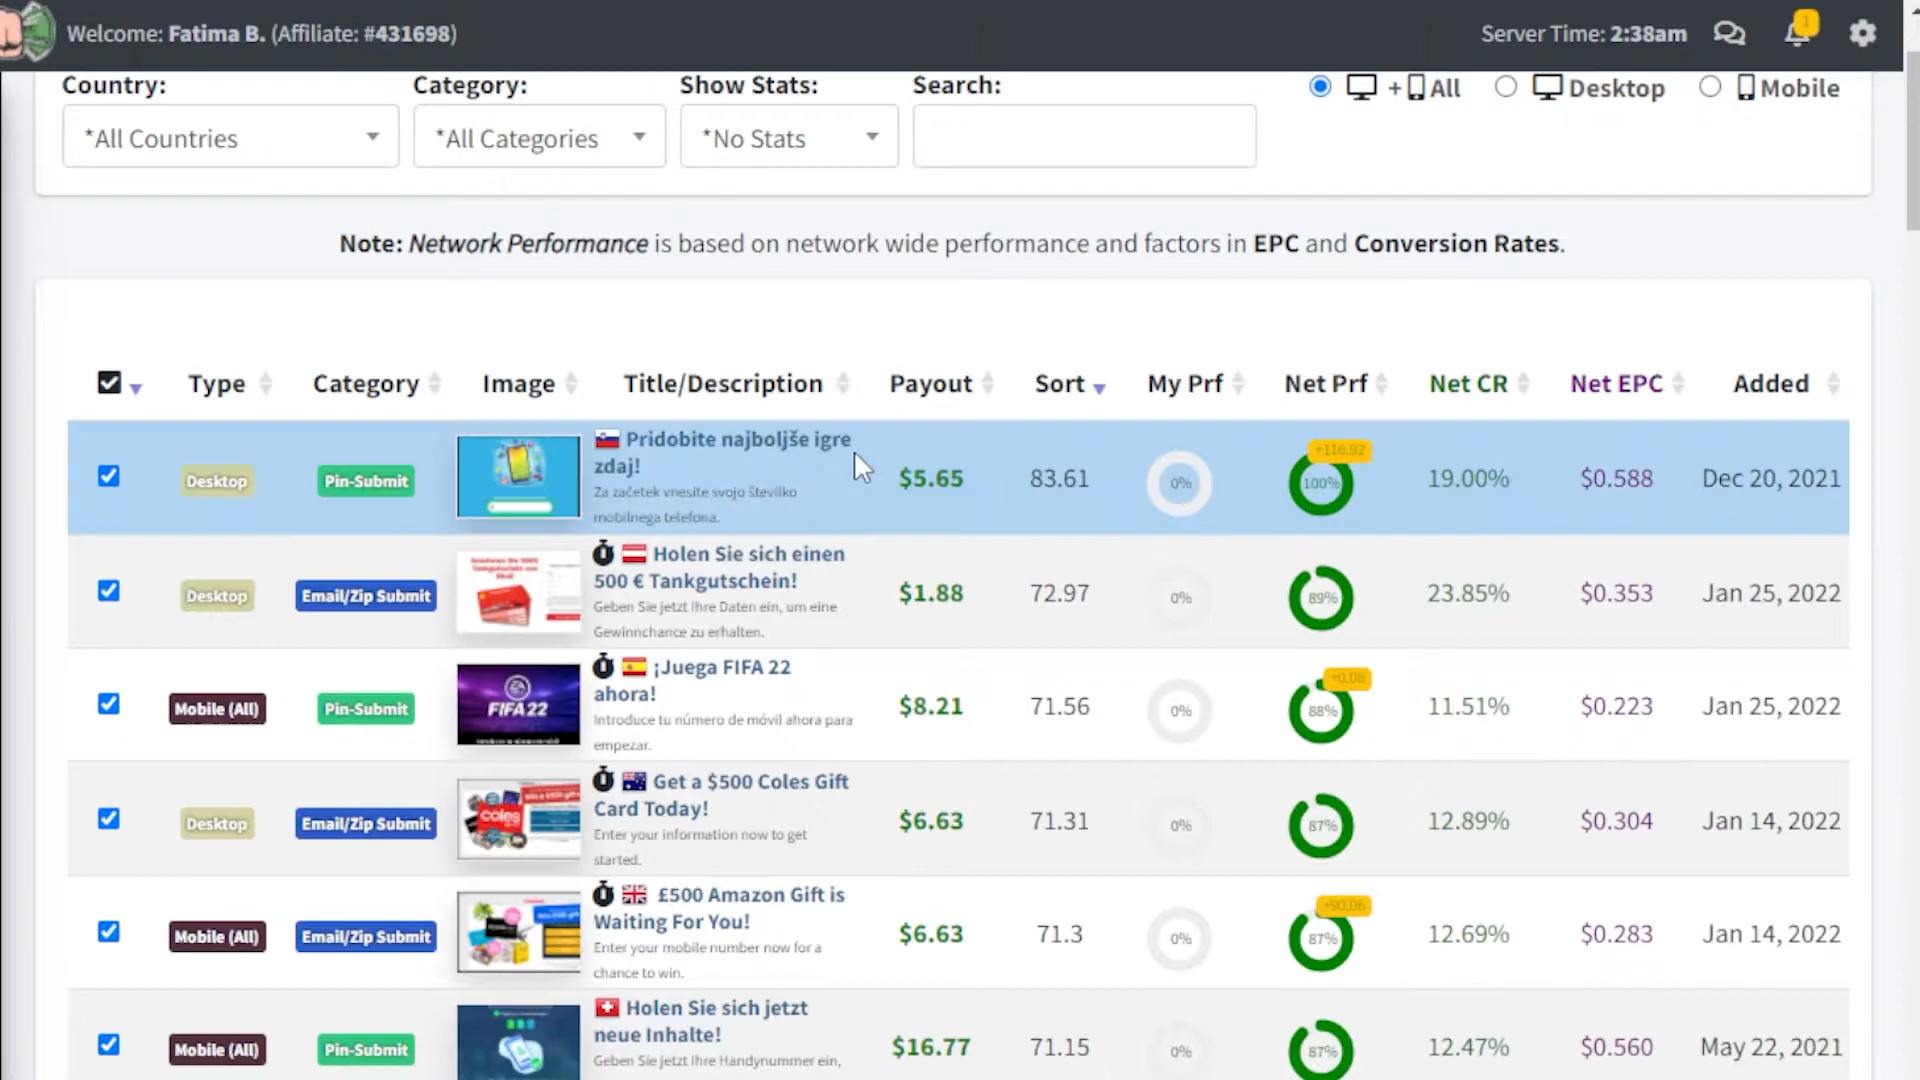 Welcome: Fatima B. (Affiliate: #431698)
Server Time: 2:38am
1
Country:
Category:
Show Stats:
Search:
+ All
Desktop
Mobile
*All Countries
*All Categories
*No Stats
Note: Network Performance is based on network wide performance and factors in EPC and Conversion Rates.
Type Category Image Title/Description Payout Sort My Prf Net Prf Net CR Net EPC Added
Desktop
Pin-Submit
Pridobite najboljše igre
zdaj!
Za začetek vnesite svojo številko
mobilnega telefona.
$5.65
83.61
0%
+116.92
100%
19.00%
$0.588
Dec 20, 2021
Desktop
Email/Zip Submit
Holen Sie sich einen
500 € Tankgutschein!
Geben Sie jetzt Ihre Daten ein, um eine
Gewinnchance zu erhalten.
$1.88
72.97
0%
89%
23.85%
$0.353
Jan 25, 2022
Mobile (All)
Pin-Submit
EA
FIFA 22
¡Juega FIFA 22
ahora!
Introduce tu número de móvil ahora para
empezar.
$8.21
71.56
0%
+0.08
88%
11.51%
$0.223
Jan 25, 2022
Desktop
Email/Zip Submit
coles
Get a $500 Coles Gift
Card Today!
Enter your information now to get
started.
$6.63
71.31
0%
87%
12.89%
$0.304
Jan 14, 2022
Mobile (All)
Email/Zip Submit
£500 Amazon Gift is
Waiting For You!
Enter your mobile number now for a
chance to win.
$6.63
71.3
0%
+90.06
87%
12.69%
$0.283
Jan 14, 2022
Mobile (All)
Pin-Submit
Holen Sie sich jetzt
neue Inhalte!
Geben Sie jetzt Ihre Handynummer ein,
$16.77
71.15
0%
87%
12.47%
$0.560
May 22, 2021